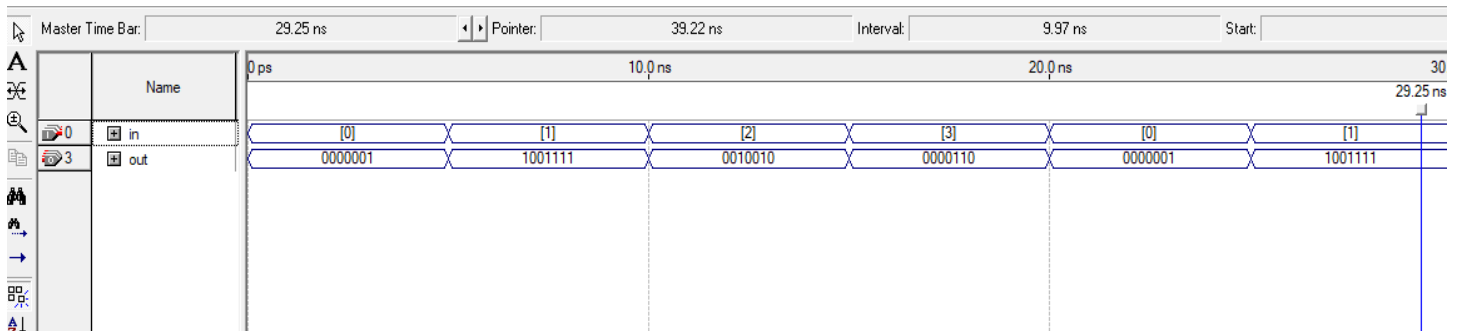 Master Time Bar: 29.25 ns Pointer: 39.22 ns Interval: 9.97 ns Start:
A
Name
0 ps 10.0 ns 20.0 ns 30
29.25 ns
0 in [0] [1] [2] [3] [0] [1]
3 out 0000001 1001111 0010010 0000110 0000001 1001111